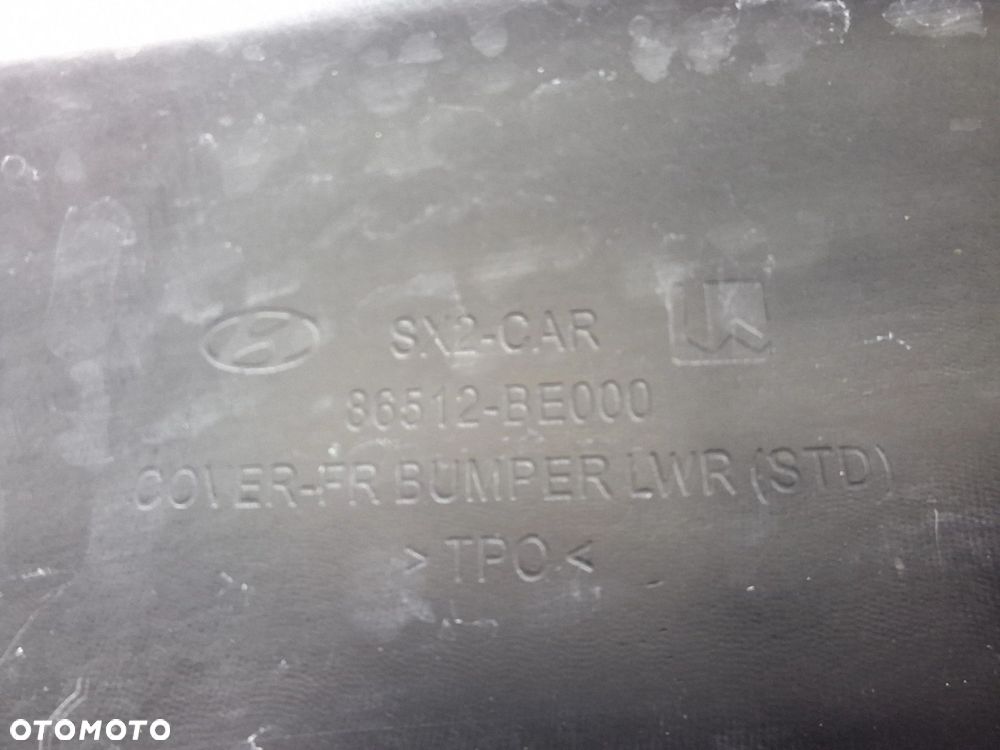 SX2-CAR
86512-BE000
COVER-FR BUMPER LWR (STD)
> TPO <
OTOMOTO